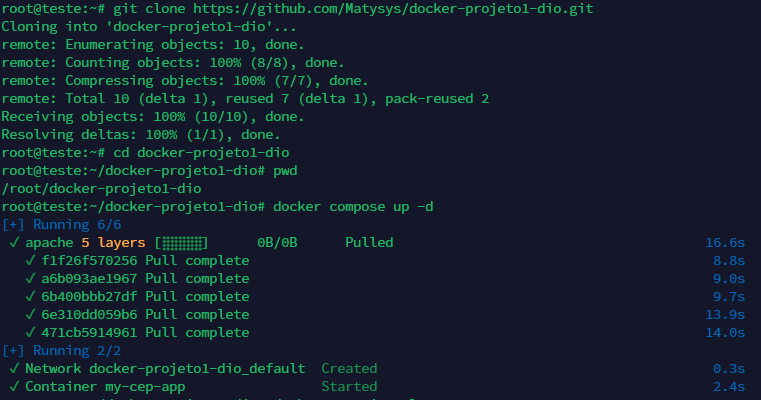 root@teste:~# git clone https://github.com/Matysys/docker-projeto1-dio.git
Cloning into 'docker-projeto1-dio'...
remote: Enumerating objects: 10, done.
remote: Counting objects: 100% (8/8), done.
remote: Compressing objects: 100% (7/7), done.
remote: Total 10 (delta 1), reused 7 (delta 1), pack-reused 2
Receiving objects: 100% (10/10), done.
Resolving deltas: 100% (1/1), done.
root@teste:~# cd docker-projeto1-dio
root@teste:~/docker-projeto1-dio# pwd
/root/docker-projeto1-dio
root@teste:~/docker-projeto1-dio# docker compose up -d
[+] Running 6/6
✓ apache 5 layers [⣿⣿⣿⣿⣿] 0B/0B Pulled 16.6s
✓ f1f26f570256 Pull complete 8.8s
✓ a6b093ae1967 Pull complete 9.0s
✓ 6b400bbb27df Pull complete 9.7s
✓ 6e310dd059b6 Pull complete 13.9s
✓ 471cb5914961 Pull complete 14.0s
[+] Running 2/2
✓ Network docker-projeto1-dio_default Created 0.3s
✓ Container my-cep-app Started 2.4s